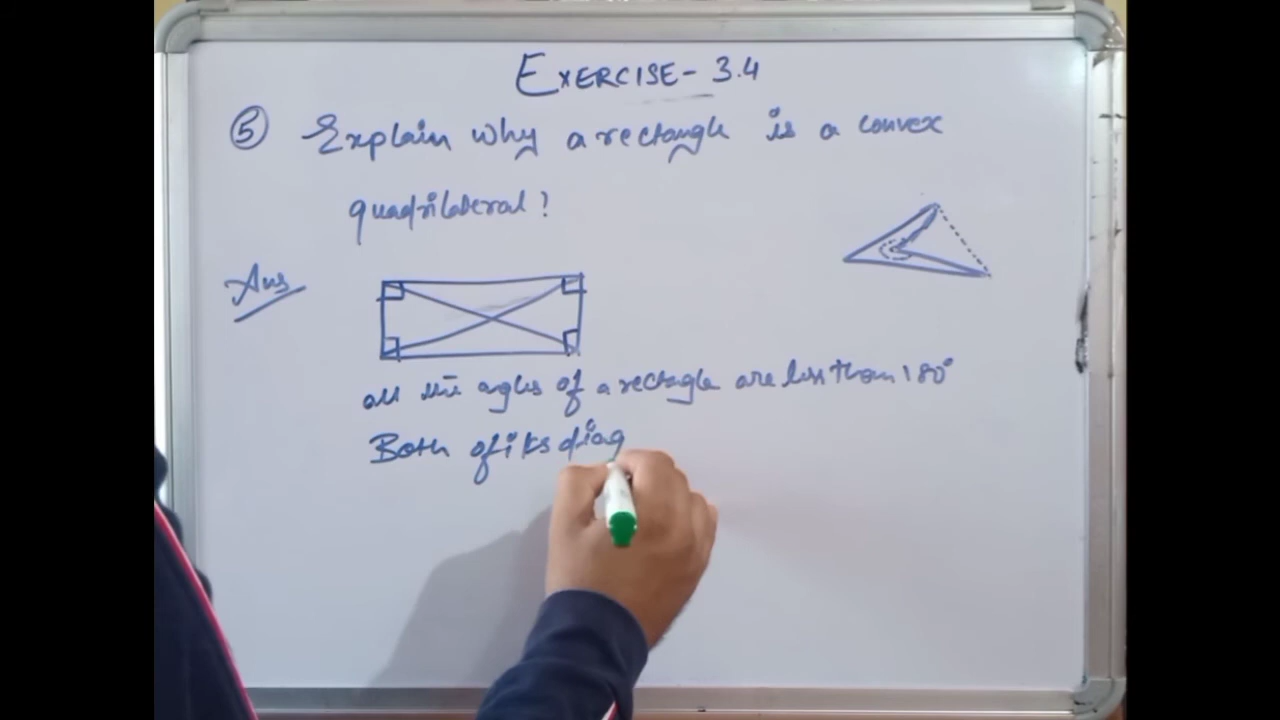 EXERCISE - 3.4
⑤ Explain why a rectangle is a convex
quadrilateral?
Ans
all the angles of a rectagle are less than 180°
Both of its diag